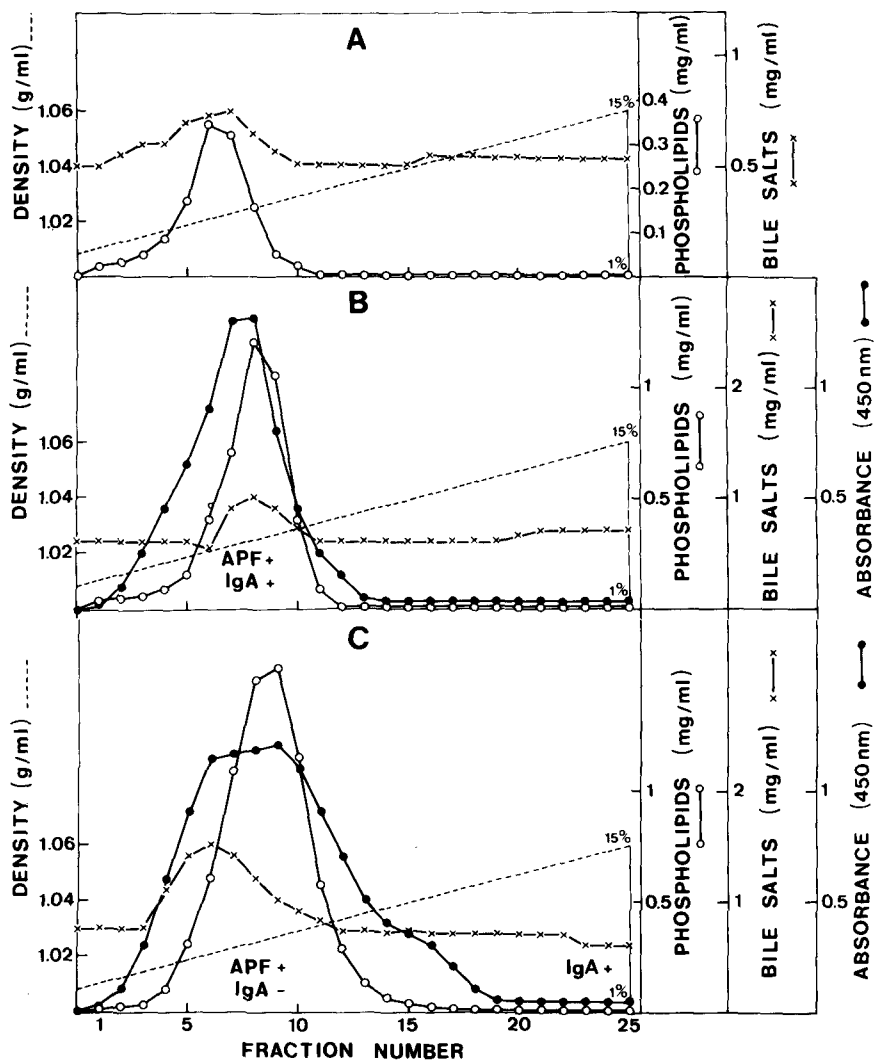 A
DENSITY (g/ml)
1.06
1.04
1.02
15%
1%
0.4
0.3
0.2
0.1
PHOSPHOLIPIDS (mg/ml)
1
0.5
BILE SALTS (mg/ml)
B
DENSITY (g/ml)
1.06
1.04
1.02
APF +
IgA +
15%
1%
1
0.5
PHOSPHOLIPIDS (mg/ml)
2
1
BILE SALTS (mg/ml)
1
0.5
ABSORBANCE (450nm)
C
DENSITY (g/ml)
1.06
1.04
1.02
APF +
IgA -
IgA +
15%
1%
1
0.5
PHOSPHOLIPIDS (mg/ml)
2
1
BILE SALTS (mg/ml)
1
0.5
ABSORBANCE (450nm)
1 5 10 15 20 25
FRACTION NUMBER